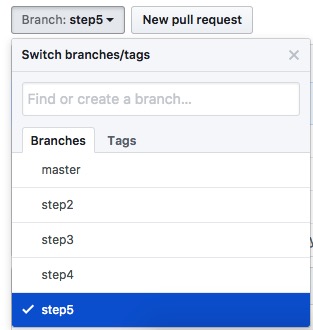 Branch: step5 New pull request
Switch branches/tags
Find or create a branch...
Branches Tags
master
step2
step3
step4
step5